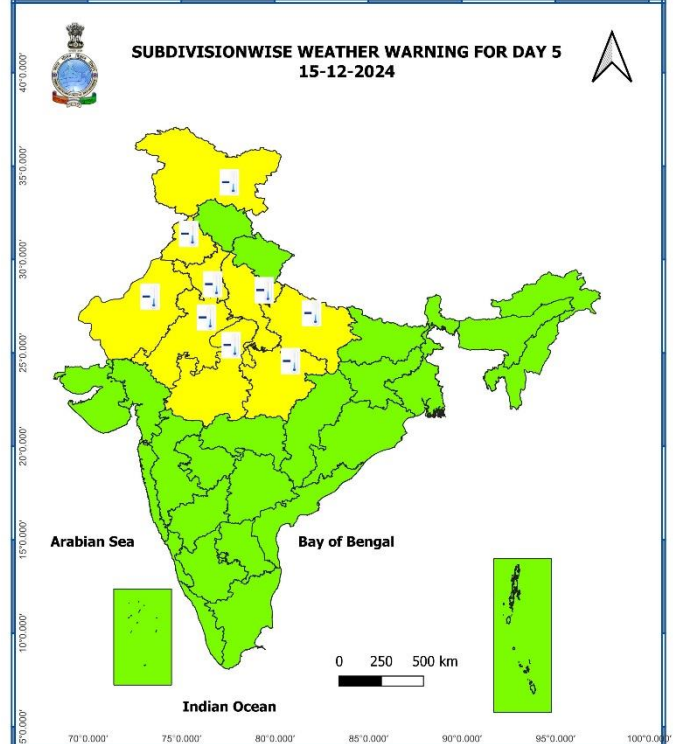 SUBDIVISIONWISE WEATHER WARNING FOR DAY 5
15-12-2024
40°0.000'
35°0.000'
30°0.000'
25°0.000'
20°0.000'
15°0.000'
10°0.000'
5°0.000'
Arabian Sea
Bay of Bengal
0 250 500 km
Indian Ocean
70°0.000' 75°0.000' 80°0.000' 85°0.000' 90°0.000' 95°0.000' 100°0.000'